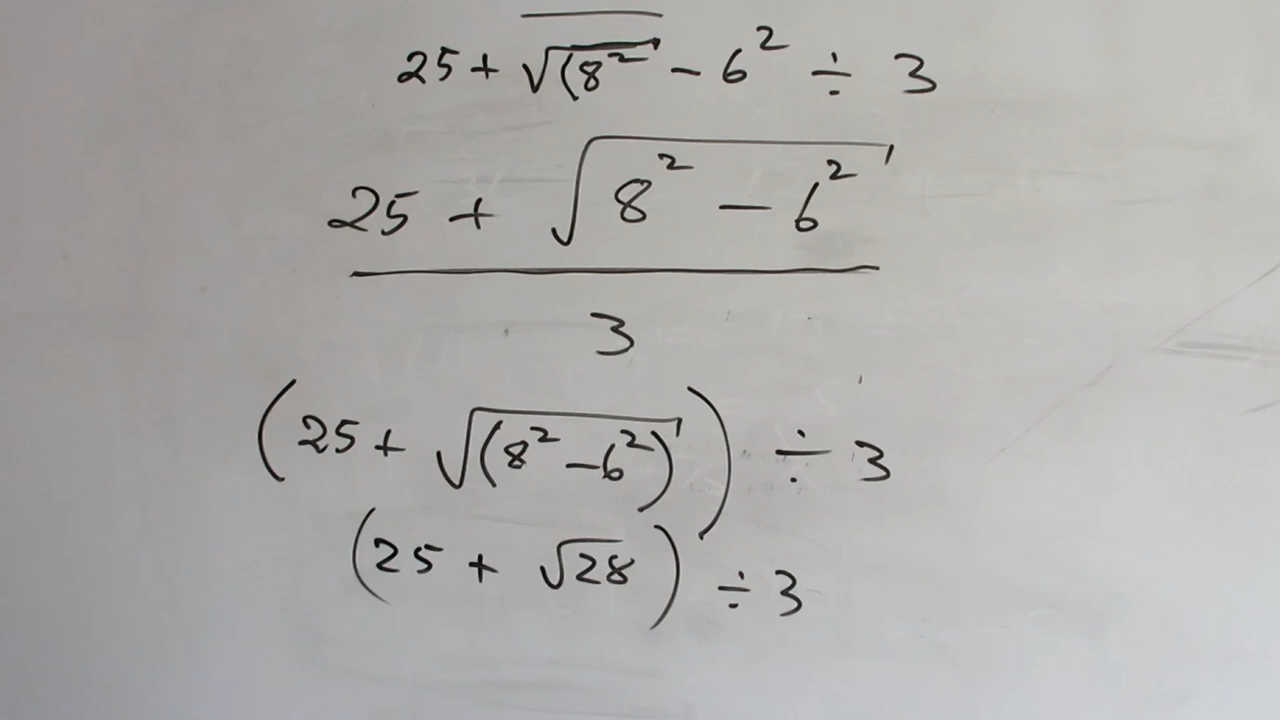 25 + √(8² - 6² ÷ 3
25 + √8² - 6²
3
(25 + √(8² - 6²)) ÷ 3
(25 + √28) ÷ 3